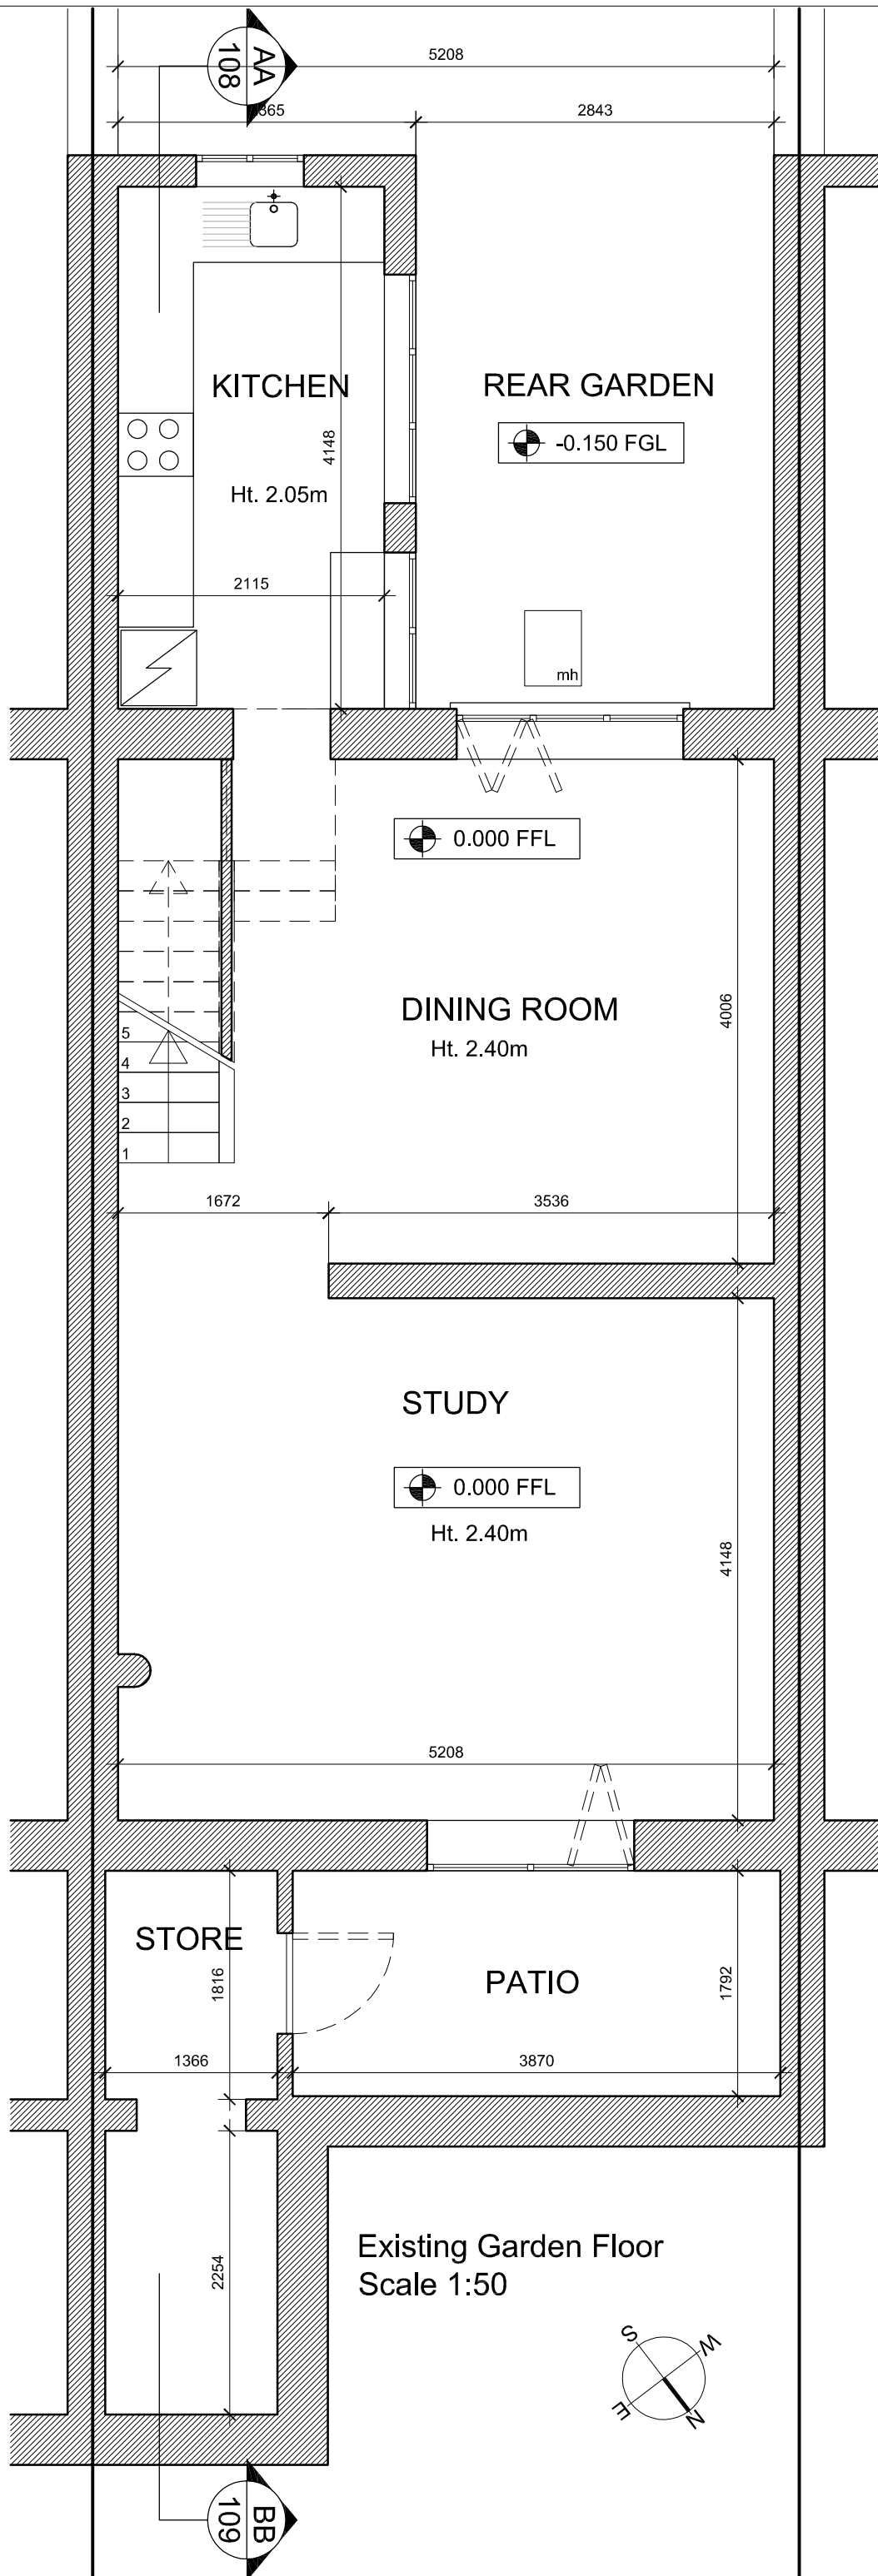 AA
108
5208
2843
KITCHEN
REAR GARDEN
-0.150 FGL
4148
Ht. 2.05m
2115
mh
0.000 FFL
DINING ROOM
Ht. 2.40m
4006
5
4
3
2
1
1672
3536
STUDY
0.000 FFL
Ht. 2.40m
4148
5208
STORE
1816
PATIO
1792
1366
3870
2254
Existing Garden Floor
Scale 1:50
S
W
E
N
BB
109